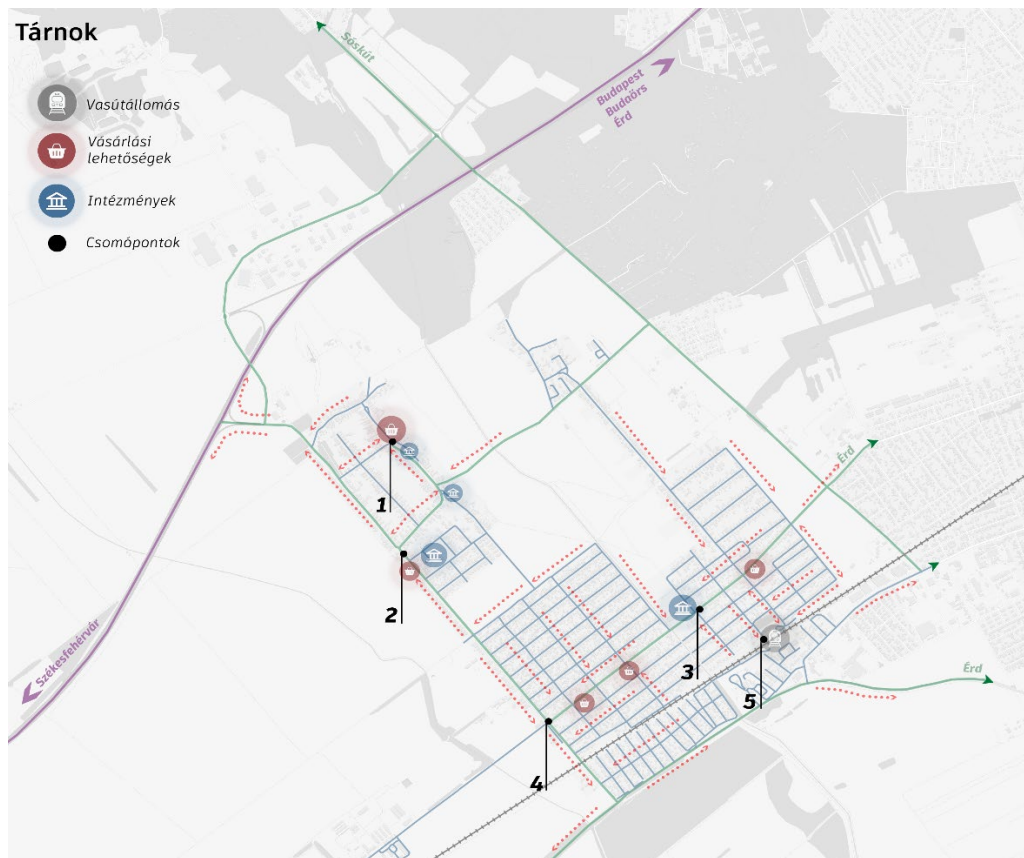 Tárnok
Vasútállomás
Vásárlási
lehetőségek
Intézmények
Csomópontok
Sóskút
Budapest
Budaörs
Érd
Érd
1
2
3
4
5
Érd
Székesfehérvár